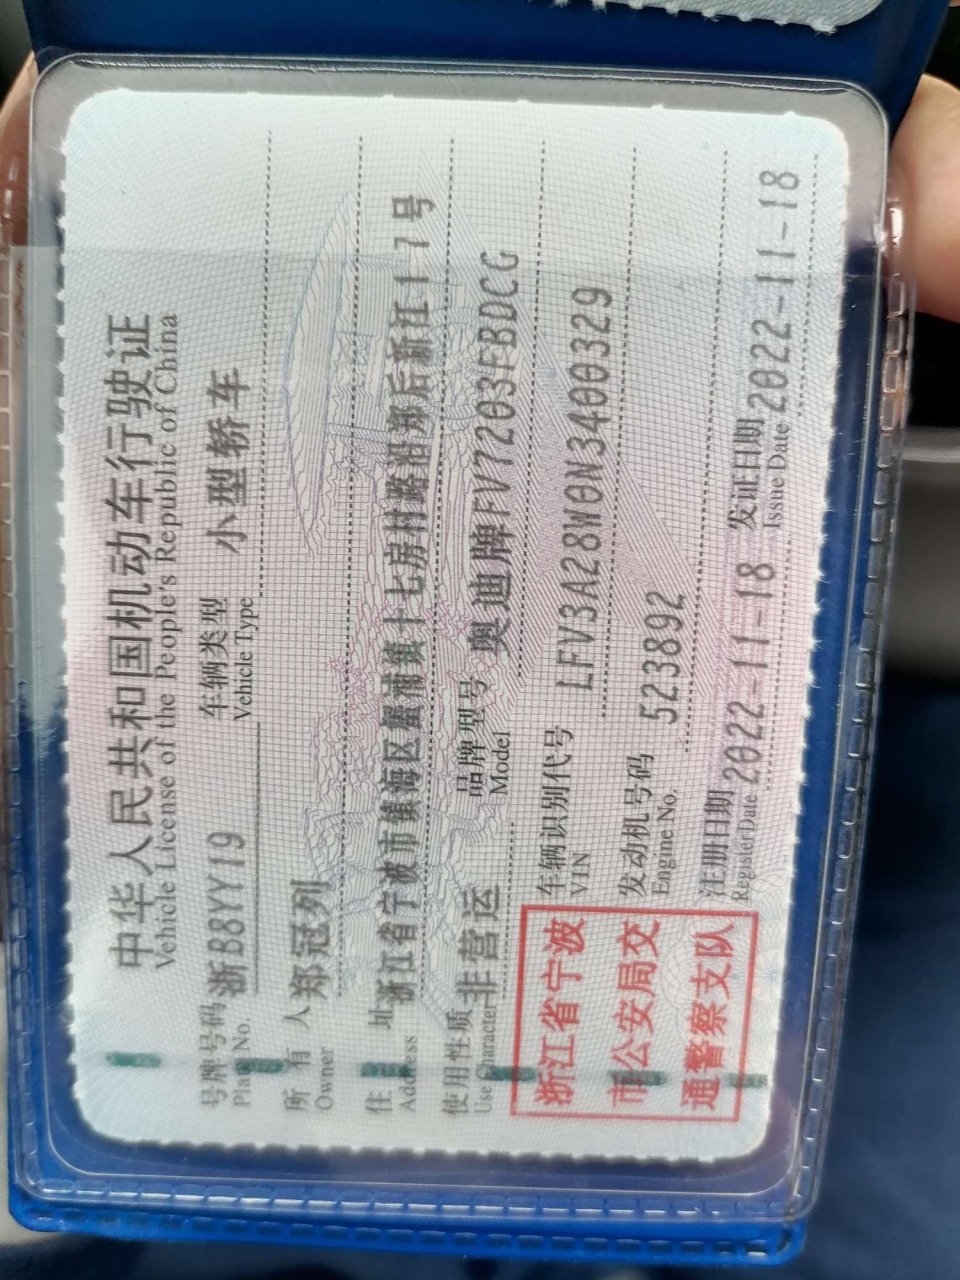 中华人民共和国机动车行驶证
Vehicle License of the People's Republic of China
号牌号码 浙B8YY19 车辆类型 小型轿车
Plate No. Vehicle Type
所有人 郑冠列
Owner
住址 浙江省宁波市镇海区蟹浦镇十七房村路沿郑后浙江17号
Address
使用性质 非营运 品牌型号 奥迪牌FV7203FBDCG
Use Character Model
车辆识别代号 LFV3A28W0N3400329
VIN
发动机号码 523892
Engine No.
注册日期 2022-11-18 发证日期 2022-11-18
Register Date Issue Date
浙江省宁波
市公安局交
通警察支队